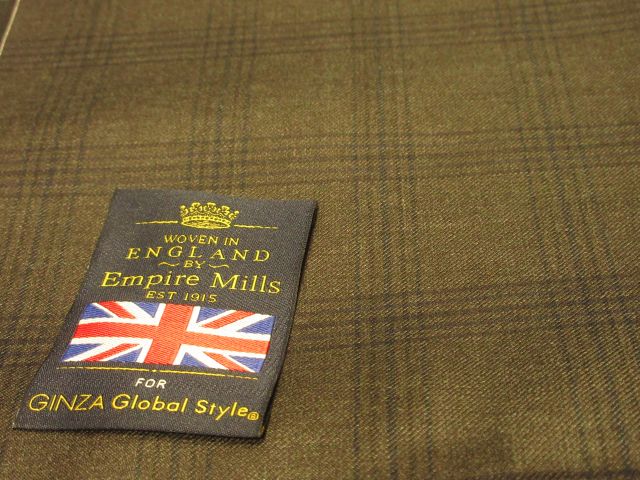 WOVEN IN
ENGLAND
~BY~
Empire Mills
EST 1915
FOR
GINZA Global Style®